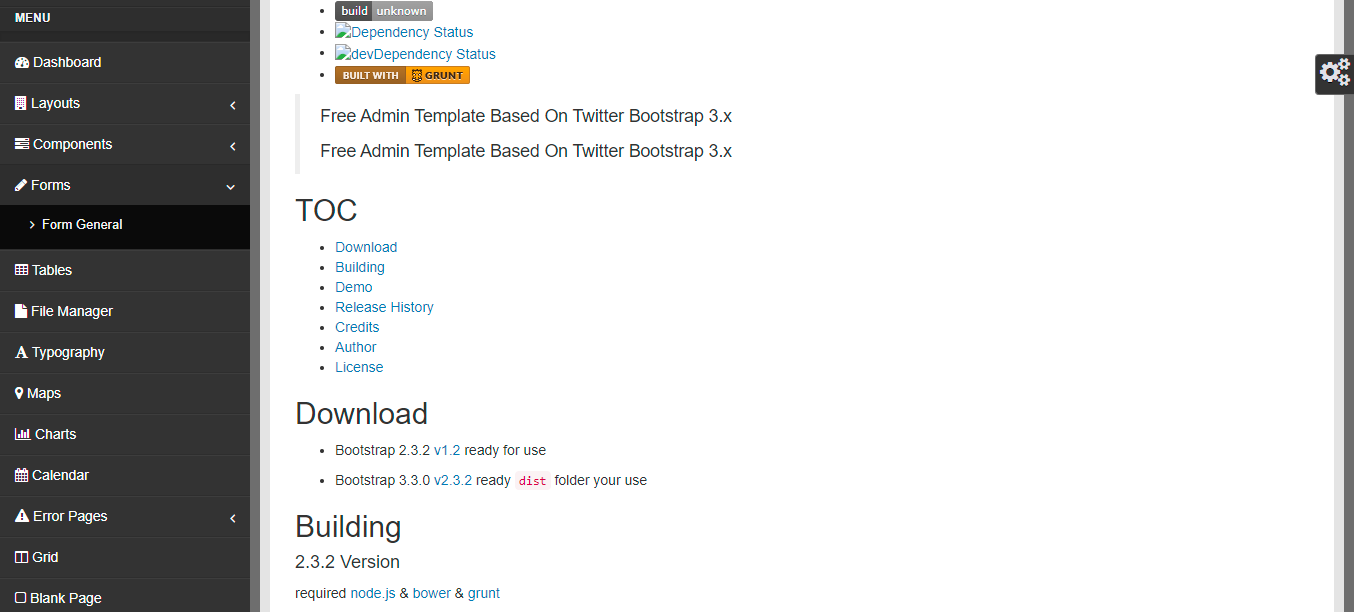 MENU
Dashboard
Layouts
Components
Forms
Form General
Tables
File Manager
Typography
Maps
Charts
Calendar
Error Pages
Grid
Blank Page
build unknown
Dependency Status
devDependency Status
BUILT WITH GRUNT
Free Admin Template Based On Twitter Bootstrap 3.x
Free Admin Template Based On Twitter Bootstrap 3.x
TOC
Download
Building
Demo
Release History
Credits
Author
License
Download
Bootstrap 2.3.2 v1.2 ready for use
Bootstrap 3.3.0 v2.3.2 ready dist folder your use
Building
2.3.2 Version
required node.js & bower & grunt